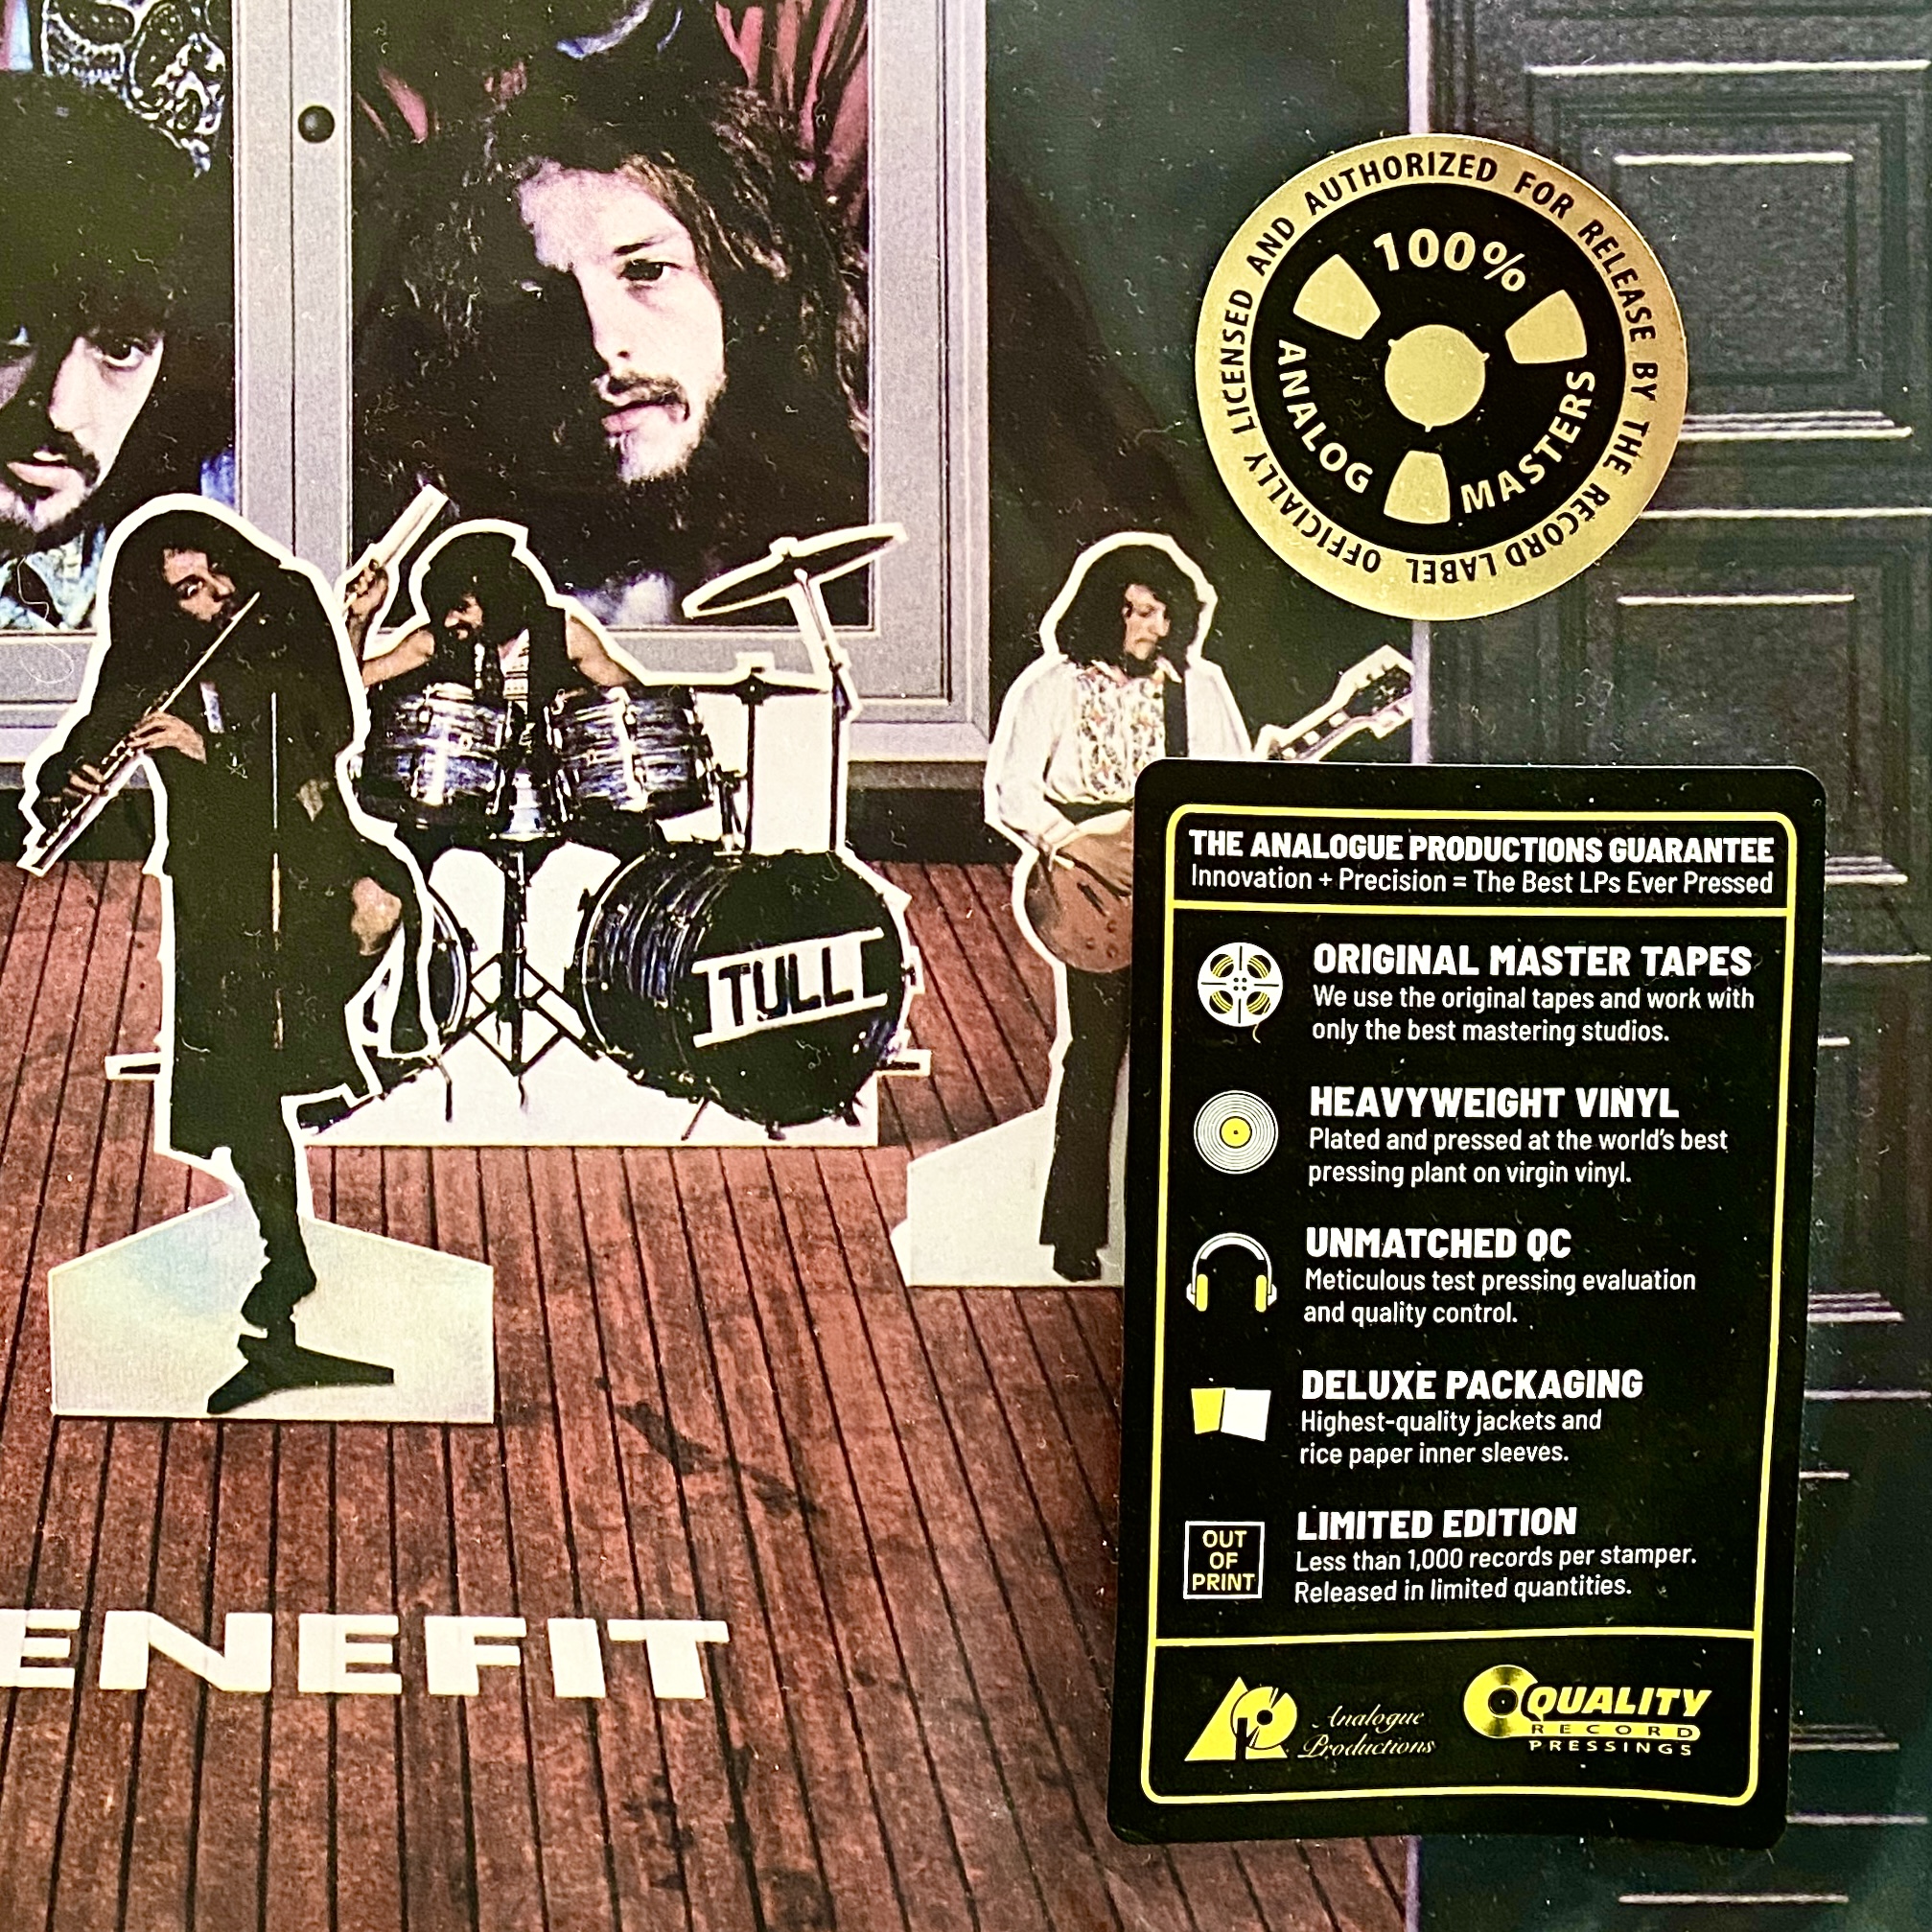 OFFICIALLY LICENSED AND AUTHORIZED FOR RELEASE BY THE RECORD LABEL
100%
ANALOG MASTERS
TULL
THE ANALOGUE PRODUCTIONS GUARANTEE
Innovation + Precision = The Best LPs Ever Pressed
ORIGINAL MASTER TAPES
We use the original tapes and work with
only the best mastering studios.
HEAVYWEIGHT VINYL
Plated and pressed at the world's best
pressing plant on virgin vinyl.
UNMATCHED QC
Meticulous test pressing evaluation
and quality control.
DELUXE PACKAGING
Highest-quality jackets and
rice paper inner sleeves.
OUT
OF
PRINT
LIMITED EDITION
Less than 1,000 records per stamper.
Released in limited quantities.
ENEFIT
Analogue
Productions
QUALITY
RECORD
PRESSINGS